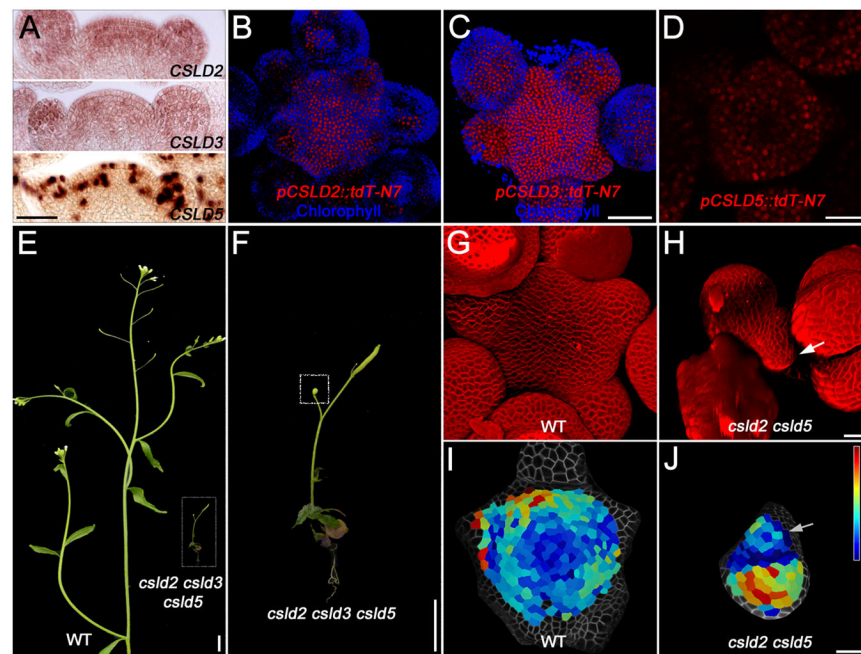 A
CSLD2
CSLD3
CSLD5
B
pCSLD2::tdT-N7
Chlorophyll
C
pCSLD3::tdT-N7
Chlorophyll
D
pCSLD5::tdT-N7
E
WT
csld2 csld3
csld5
F
csld2 csld3 csld5
G
WT
H
csld2 csld5
I
WT
J
csld2 csld5